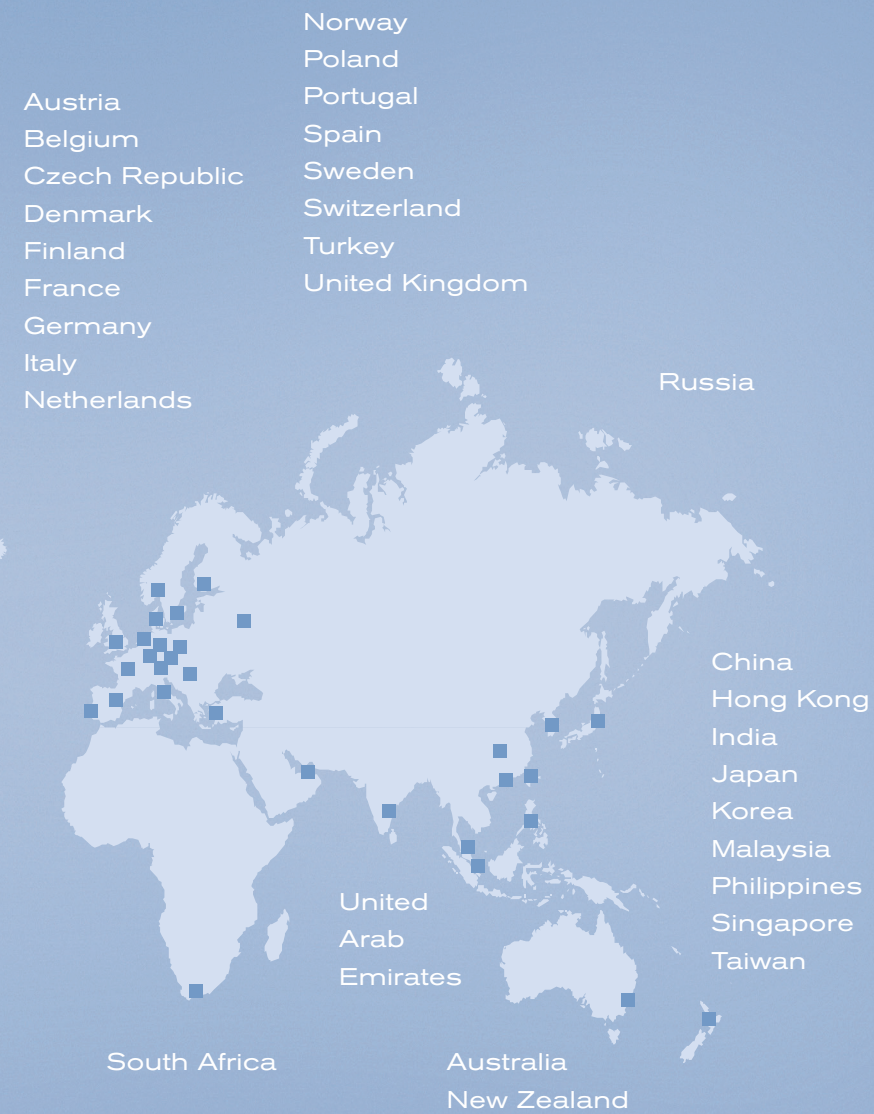 Austria
Belgium
Czech Republic
Denmark
Finland
France
Germany
Italy
Netherlands
Norway
Poland
Portugal
Spain
Sweden
Switzerland
Turkey
United Kingdom
Russia
China
Hong Kong
India
Japan
Korea
Malaysia
Philippines
Singapore
Taiwan
United
Arab
Emirates
South Africa
Australia
New Zealand